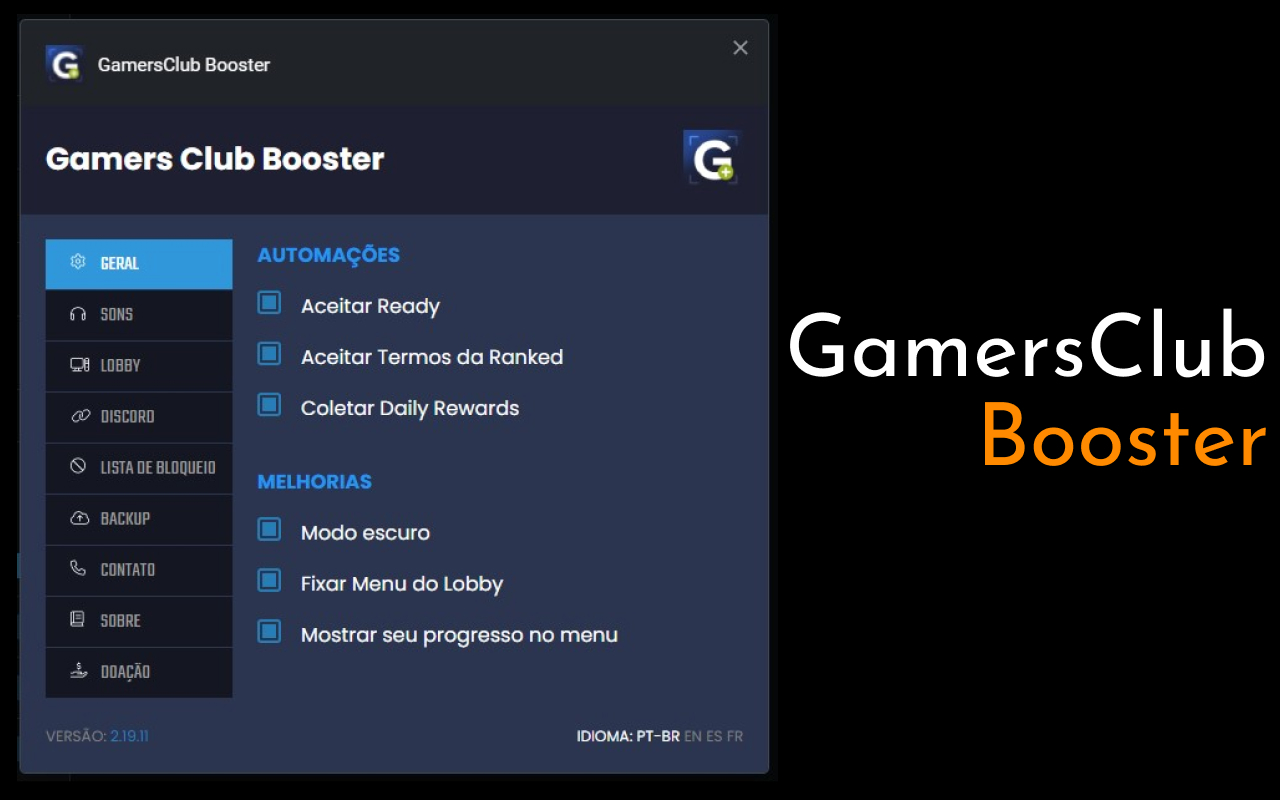 GamersClub Booster
Gamers Club Booster
GERAL
SONS
LOBBY
DISCORD
LISTA DE BLOQUEIO
BACKUP
CONTATO
SOBRE
DOAÇÃO
AUTOMAÇÕES
Aceitar Ready
Aceitar Termos da Ranked
Coletar Daily Rewards
MELHORIAS
Modo escuro
Fixar Menu do Lobby
Mostrar seu progresso no menu
VERSÃO: 2.19.11
IDIOMA: PT-BR EN ES FR
GamersClub
Booster